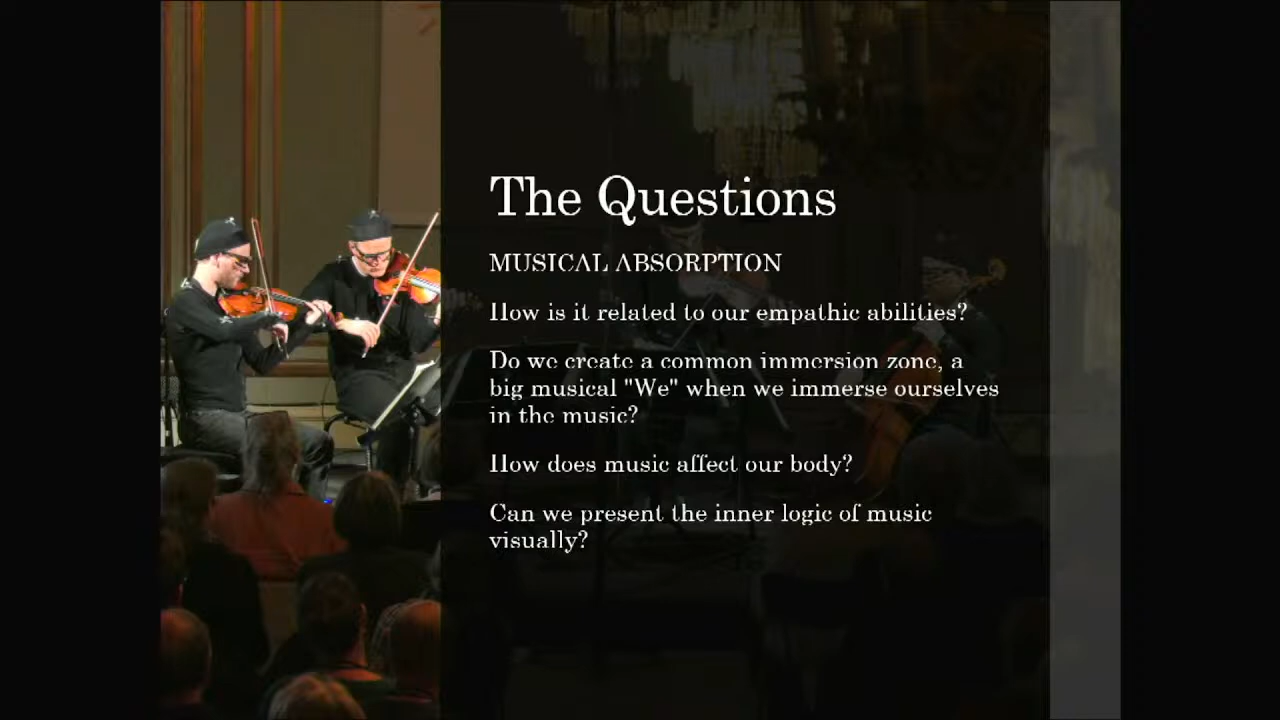 The Questions
MUSICAL ABSORPTION
How is it related to our empathic abilities?
Do we create a common immersion zone, a
big musical "We" when we immerse ourselves
in the music?
How does music affect our body?
Can we present the inner logic of music
visually?